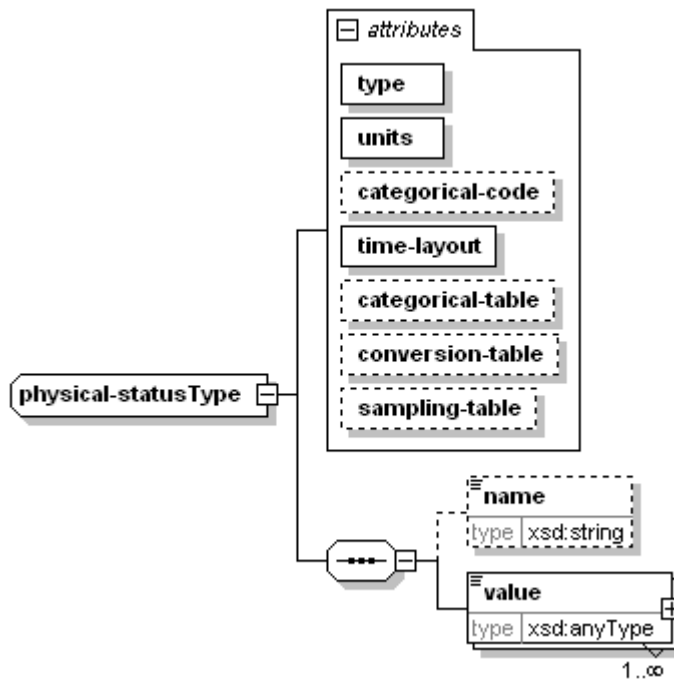 attributes
type
units
categorical-code
time-layout
categorical-table
conversion-table
sampling-table
physical-statusType
name
type xsd:string
value
type xsd:anyType
1..∞